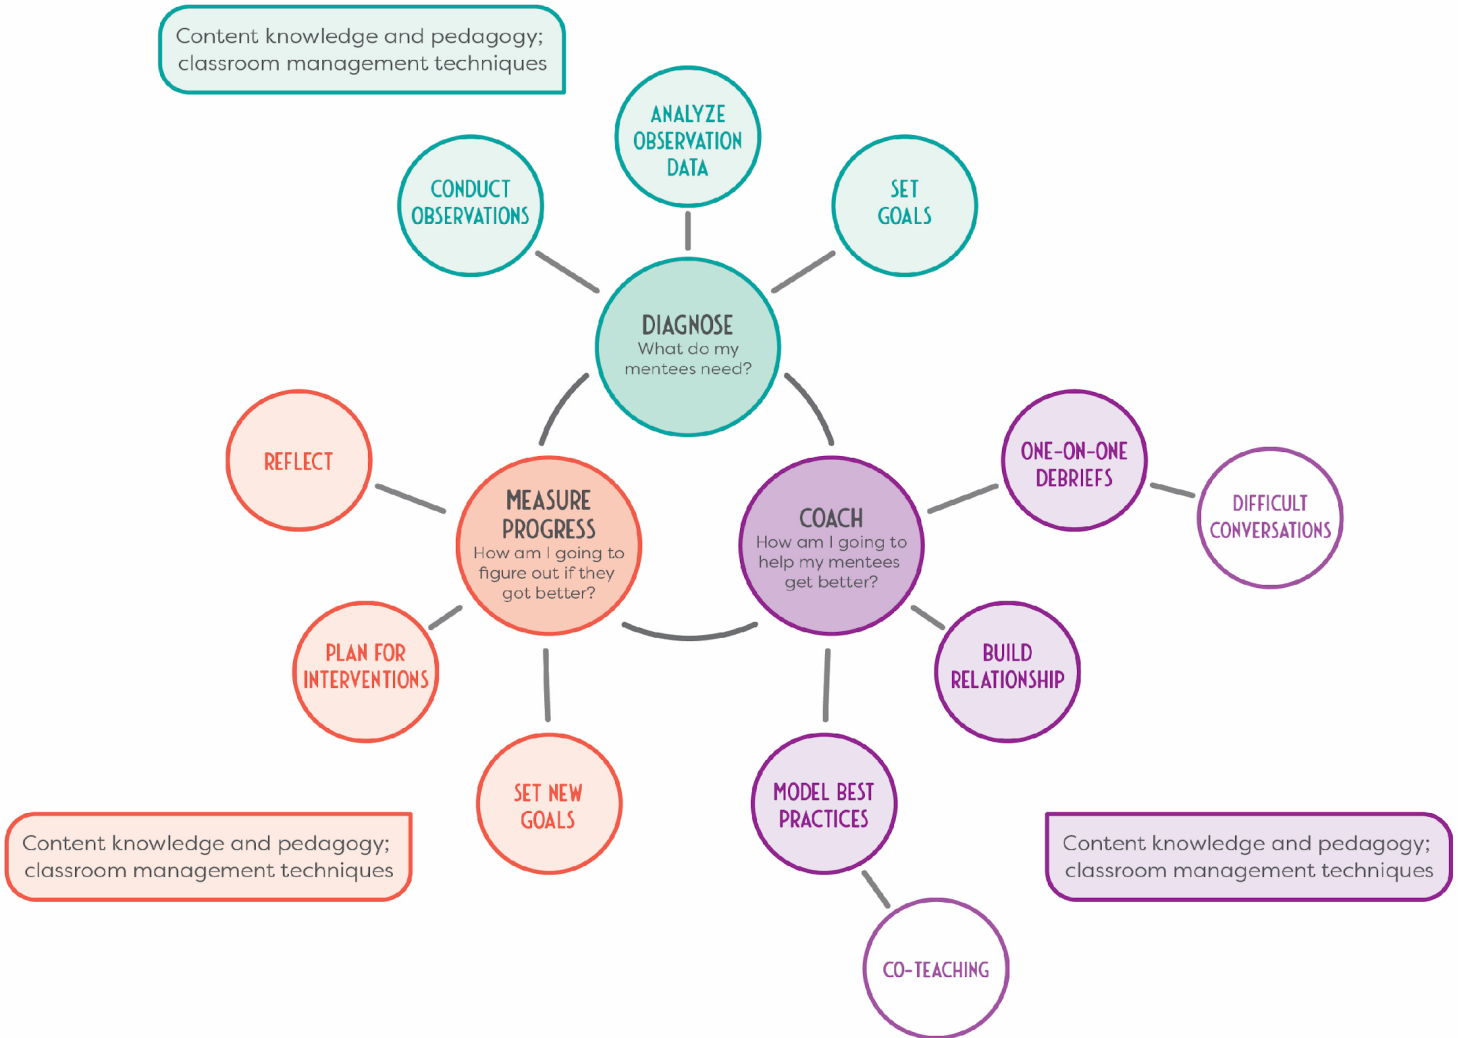 Content knowledge and pedagogy;
classroom management techniques
ANALYZE
OBSERVATION
DATA
CONDUCT
OBSERVATIONS
SET
GOALS
DIAGNOSE
What do my
mentees need?
REFLECT
MEASURE
PROGRESS
How am I going to
figure out if they
got better?
COACH
How am I going to
help my mentees
get better?
ONE-ON-ONE
DEBRIEFS
DIFFICULT
CONVERSATIONS
PLAN FOR
INTERVENTIONS
BUILD
RELATIONSHIP
SET NEW
GOALS
MODEL BEST
PRACTICES
Content knowledge and pedagogy;
classroom management techniques
Content knowledge and pedagogy;
classroom management techniques
CO-TEACHING